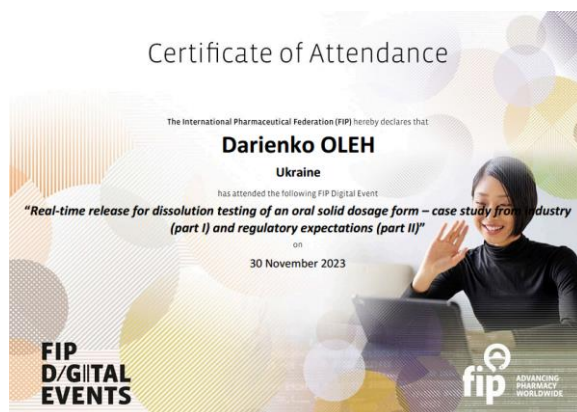 Certificate of Attendance
The International Pharmaceutical Federation (FIP) hereby declares that
Darienko OLEH
Ukraine
has attended the following FIP Digital Event
“Real-time release for dissolution testing of an oral solid dosage form – case study from industry
(part I) and regulatory expectations (part II)”
on
30 November 2023
FIP
D/GIITAL
EVENTS
fip
ADVANCING
PHARMACY
WORLDWIDE